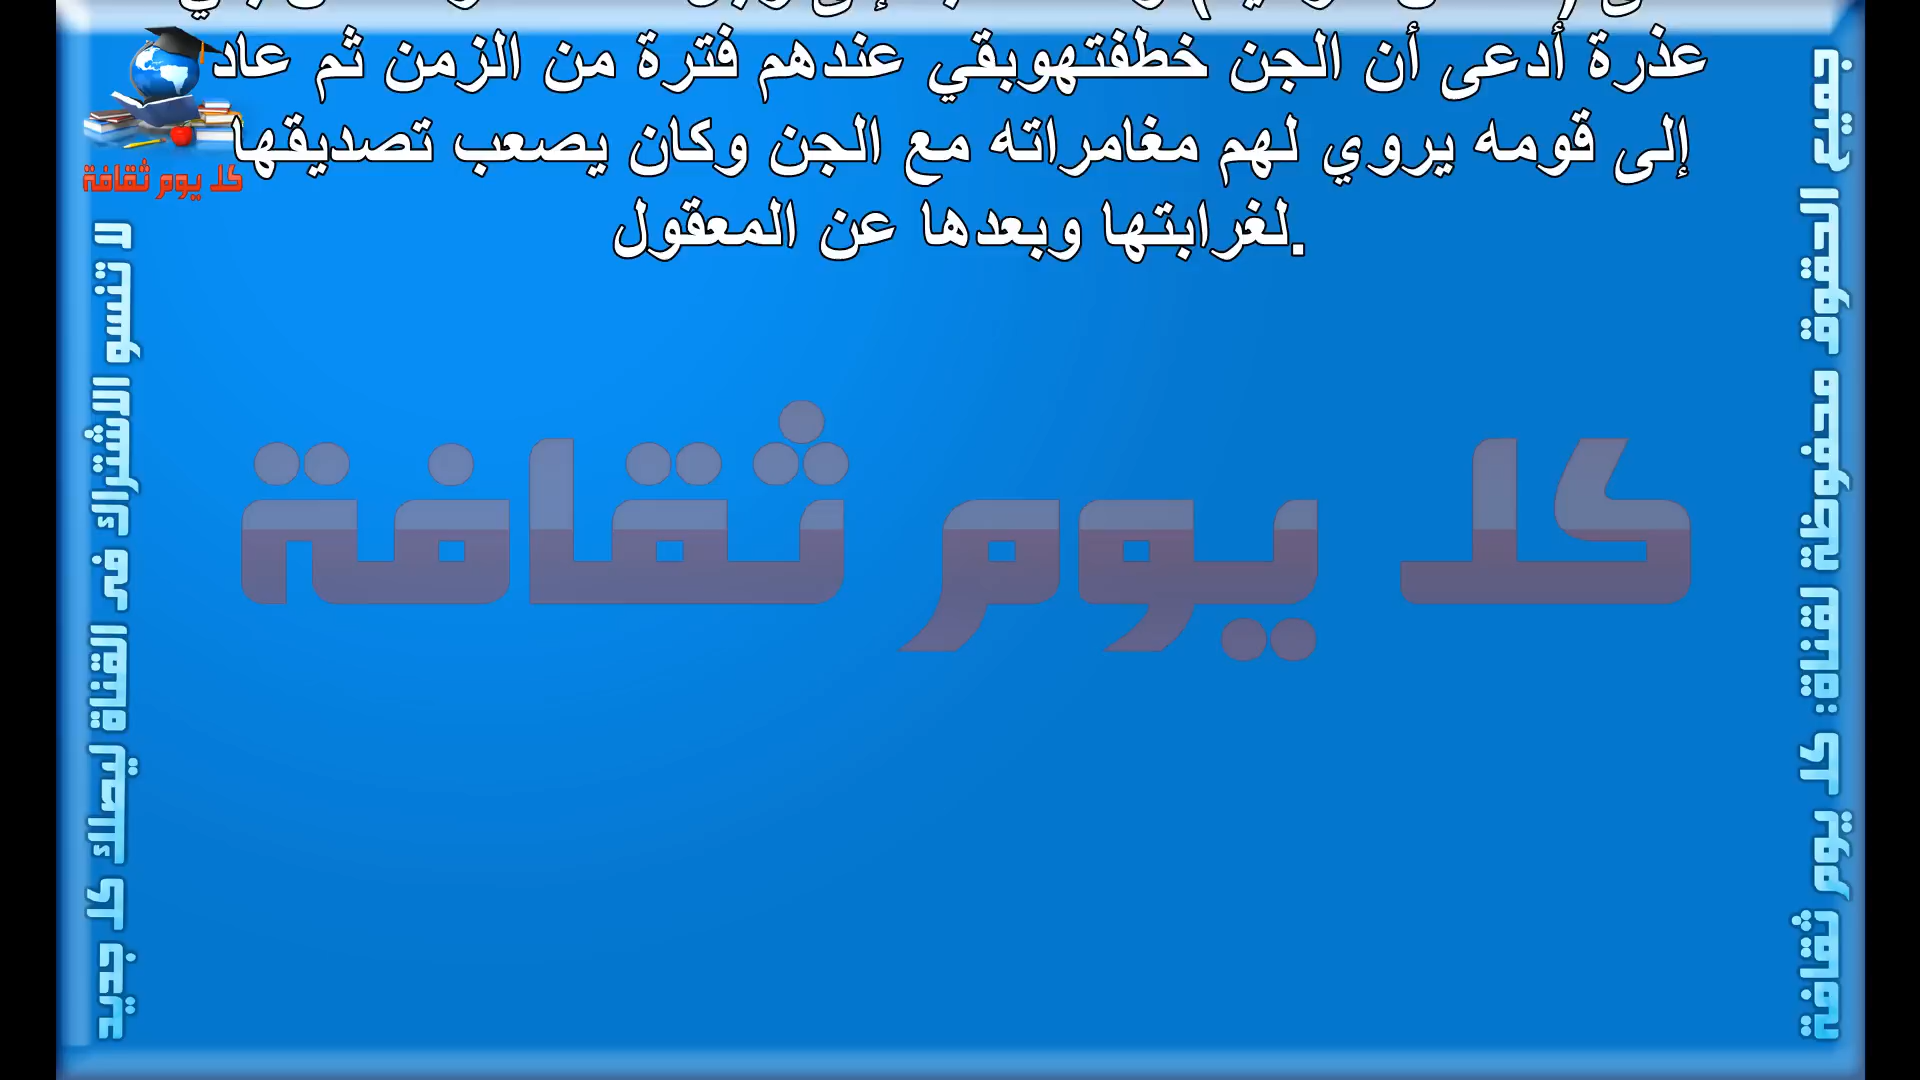 عذرة أدعى أن الجن خطفتهوبقي عندهم فترة من الزمن ثم عاد
إلى قومه يروي لهم مغامراته مع الجن وكان يصعب تصديقها
لغرابتها وبعدها عن المعقول.
كل يوم ثقافة
كل يوم ثقافة
جميع الحقوق محفوظة لقناة: كل يوم ثقافة
لا تنسو الاشتراك فى القناة ليصلك كل جديد